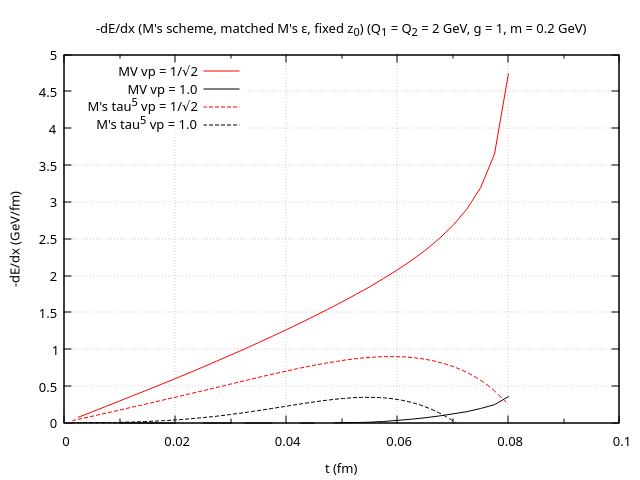 -dE/dx (M's scheme, matched M's ε, fixed z₀) (Q₁ = Q₂ = 2 GeV, g = 1, m = 0.2 GeV)
MV vp = 1/√2
MV vp = 1.0
M's tau⁵ vp = 1/√2
M's tau⁵ vp = 1.0
-dE/dx (GeV/fm)
5
4.5
4
3.5
3
2.5
2
1.5
1
0.5
0
0 0.02 0.04 0.06 0.08 0.1
t (fm)